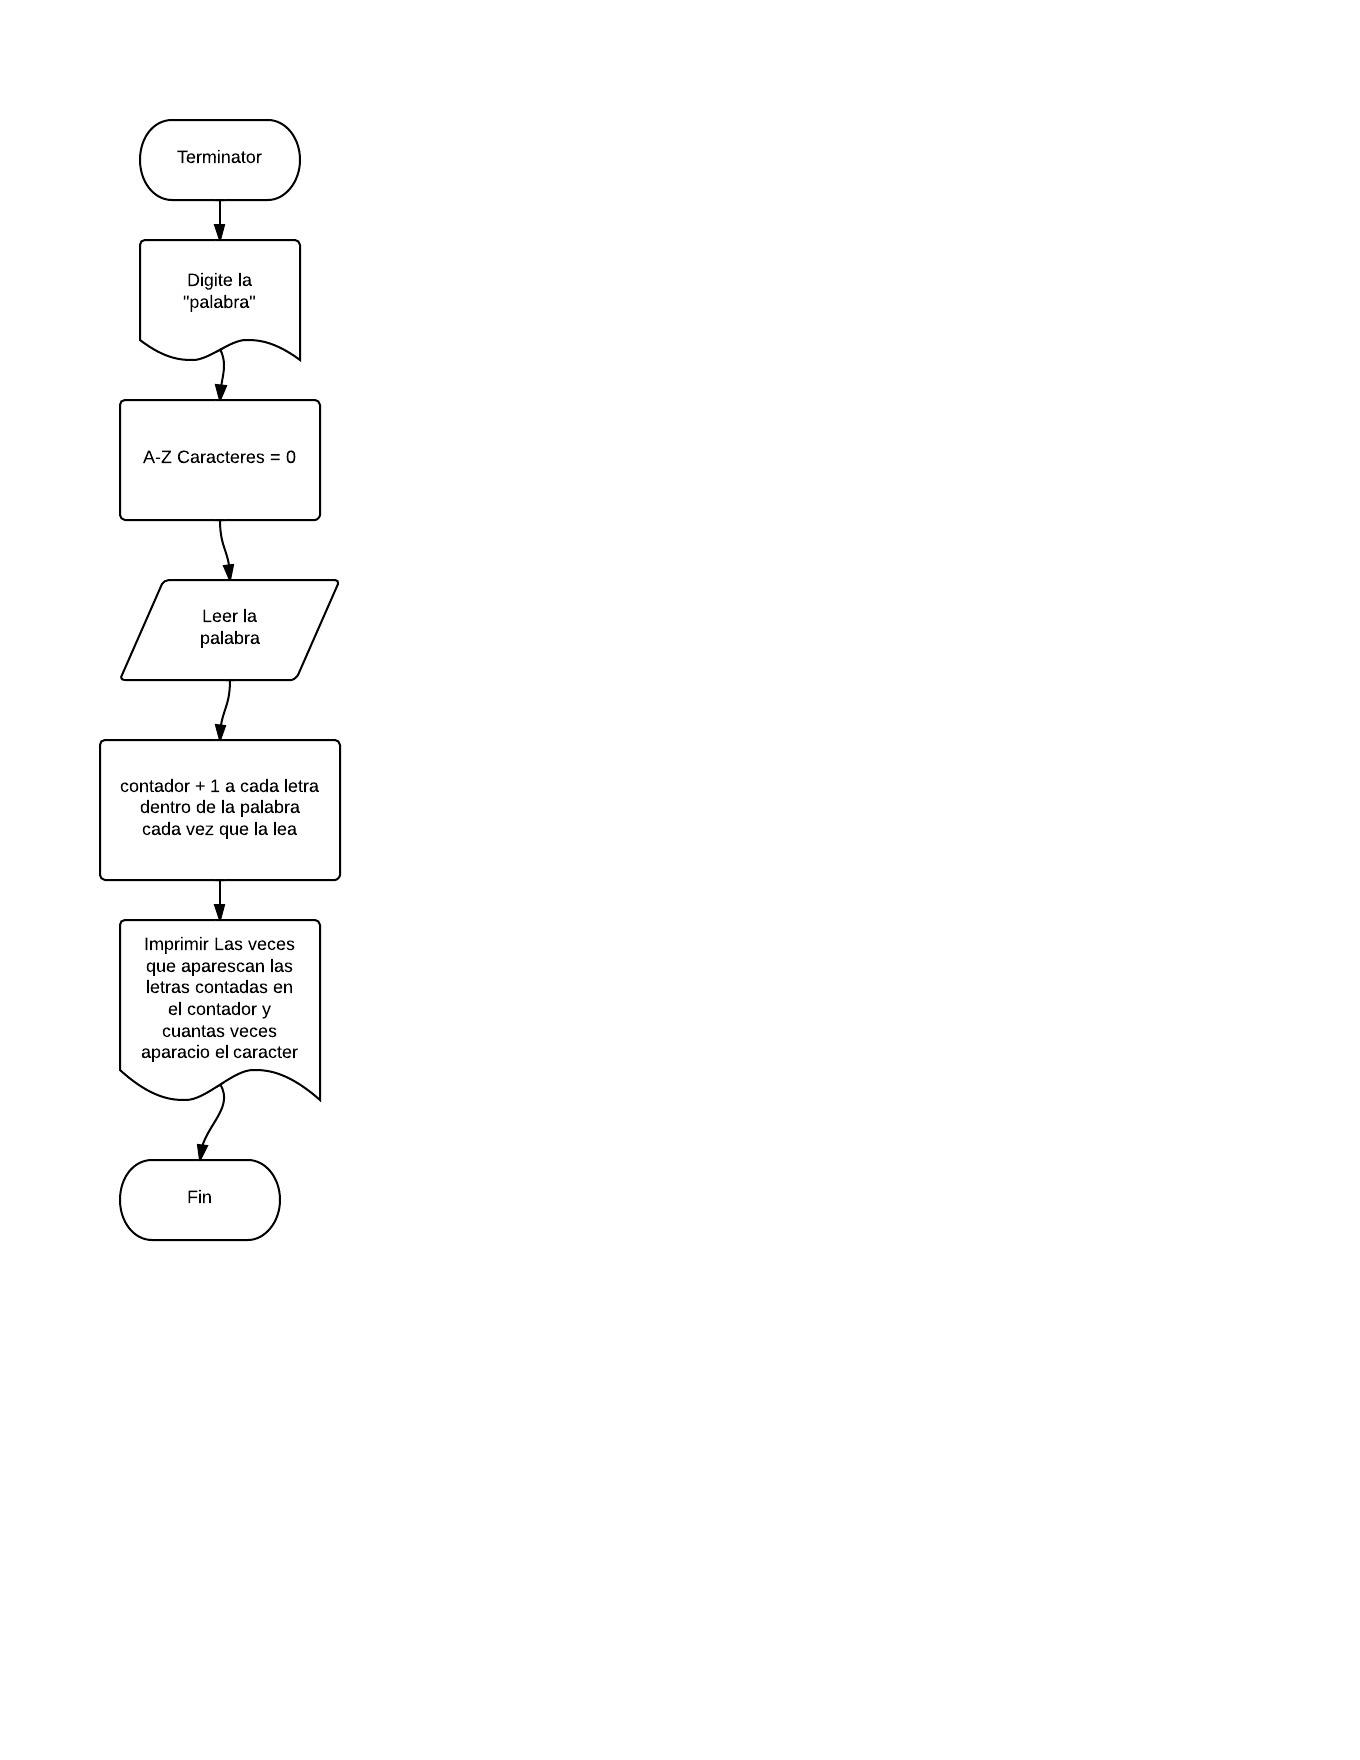 Terminator
Digite la
"palabra"
A-Z Caracteres = 0
Leer la
palabra
contador + 1 a cada letra
dentro de la palabra
cada vez que la lea
Imprimir Las veces
que aparescan las
letras contadas en
el contador y
cuantas veces
aparacio el caracter
Fin